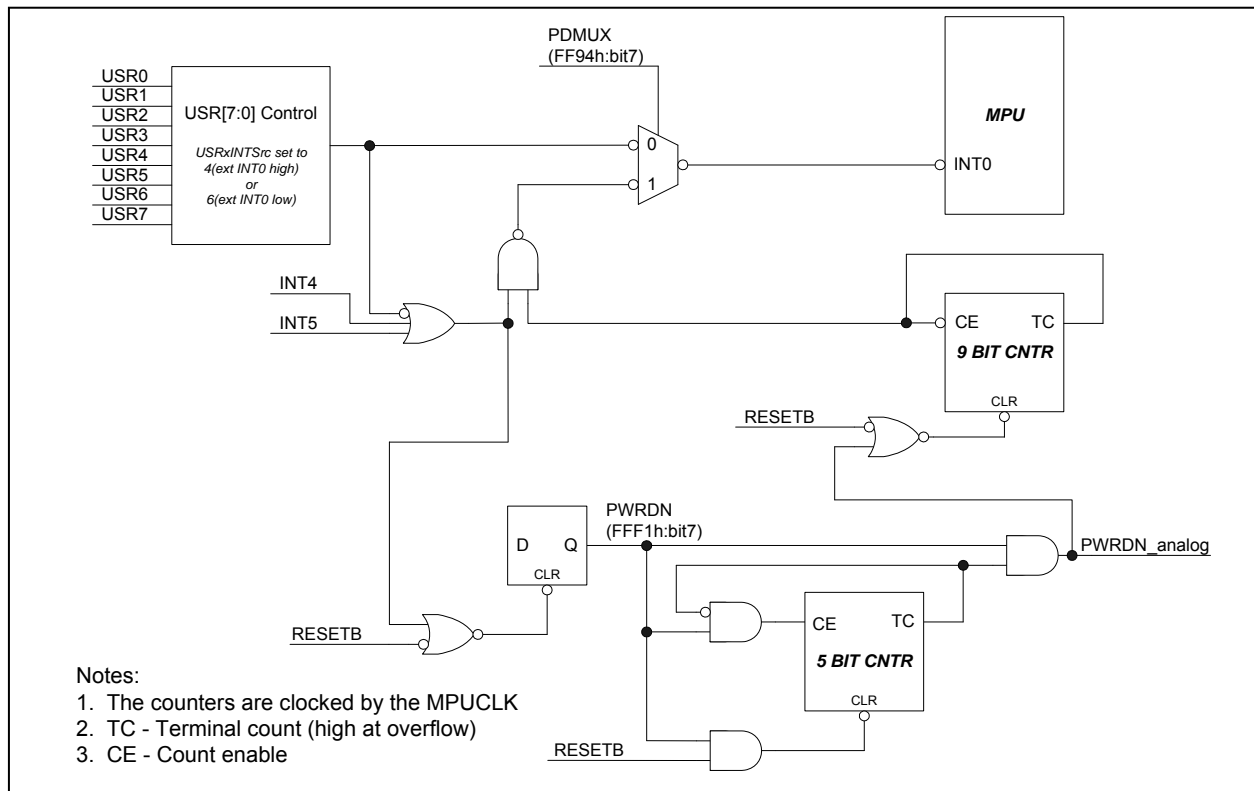 PDMUX
(FF94h:bit7)
USR0
USR1
USR2
USR3
USR4
USR5
USR6
USR7
USR[7:0] Control
USRxINTSrc set to
4(ext INT0 high)
or
6(ext INT0 low)
0
1
MPU
INT0
INT4
INT5
CE
TC
9 BIT CNTR
CLR
RESETB
PWRDN
(FFF1h:bit7)
D
Q
CLR
PWRDN_analog
RESETB
CE
TC
5 BIT CNTR
CLR
RESETB
Notes:
1. The counters are clocked by the MPUCLK
2. TC - Terminal count (high at overflow)
3. CE - Count enable